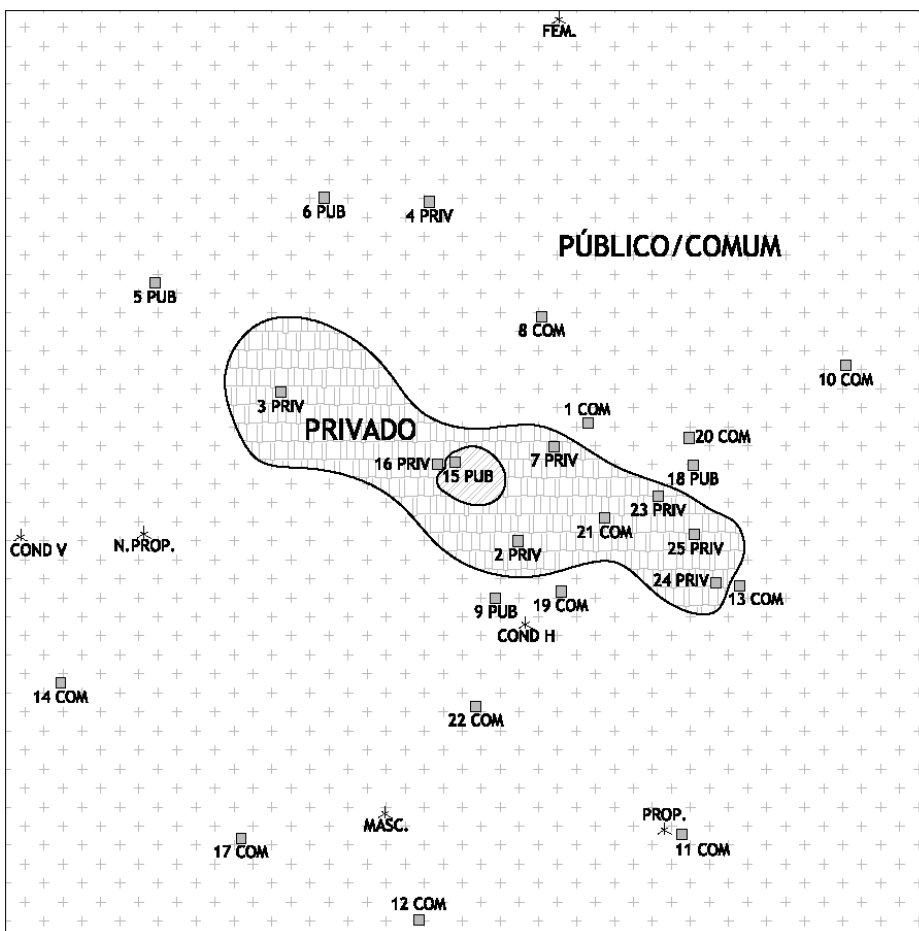 FEM.
6 PUB
4 PRIV
PÚBLICO/COMUM
5 PUB
8 COM
10 COM
3 PRIV
1 COM
PRIVADO
20 COM
7 PRIV
16 PRIV
15 PUB
18 PUB
23 PRIV
21 COM
25 PRIV
COND V
N.PROP.
2 PRIV
24 PRIV
13 COM
9 PUB
19 COM
COND H
14 COM
22 COM
MASC.
PROP.
17 COM
11 COM
12 COM